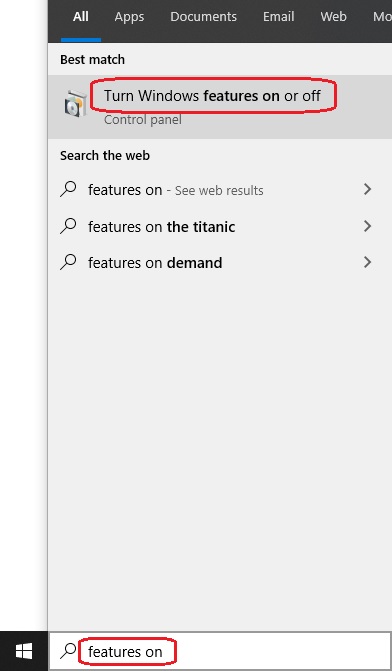 All Apps Documents Email Web Mo
Best match
Turn Windows features on or off
Control panel
Search the web
features on - See web results
features on the titanic
features on demand
features on